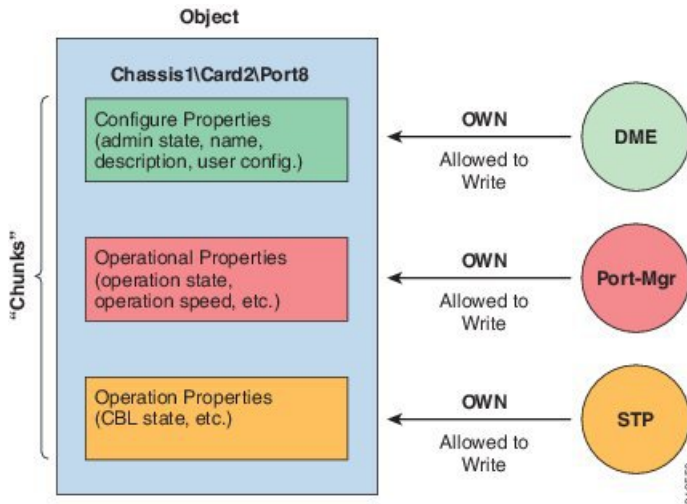 Object
Chassis1\Card2\Port8
Configure Properties
(admin state, name,
description, user config.)
OWN
Allowed to
Write
DME
"Chunks"
Operational Properties
(operation state,
operation speed, etc.)
OWN
Allowed to
Write
Port-Mgr
Operation Properties
(CBL state, etc.)
OWN
Allowed to
Write
STP